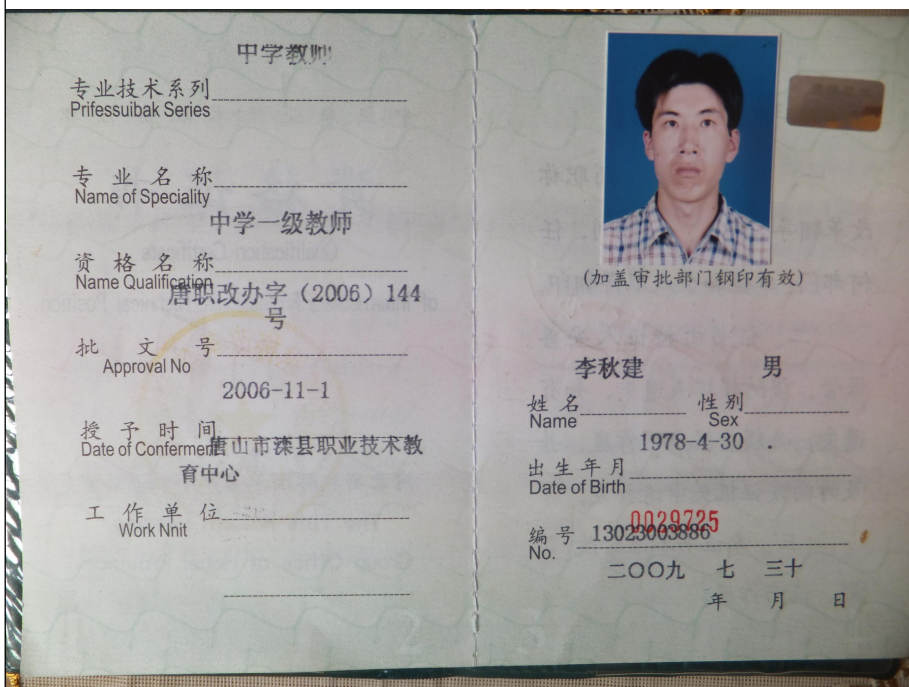 中学教师
专业技术系列
Prifessuibak Series
专业名称
Name of Speciality
中学一级教师
资格名称
Name Qualification
唐职改办字（2006）144
号
批文号
Approval No
2006-11-1
授予时间
Date of Conferment
唐山市滦县职业技术教
育中心
工作单位
Work Nnit
(加盖审批部门钢印有效)
李秋建 男
姓名 性别
Name Sex
1978-4-30
出生年月
Date of Birth
0039725
编号 13023003886
No.
二〇〇九 七 三十
年 月 日
2 3